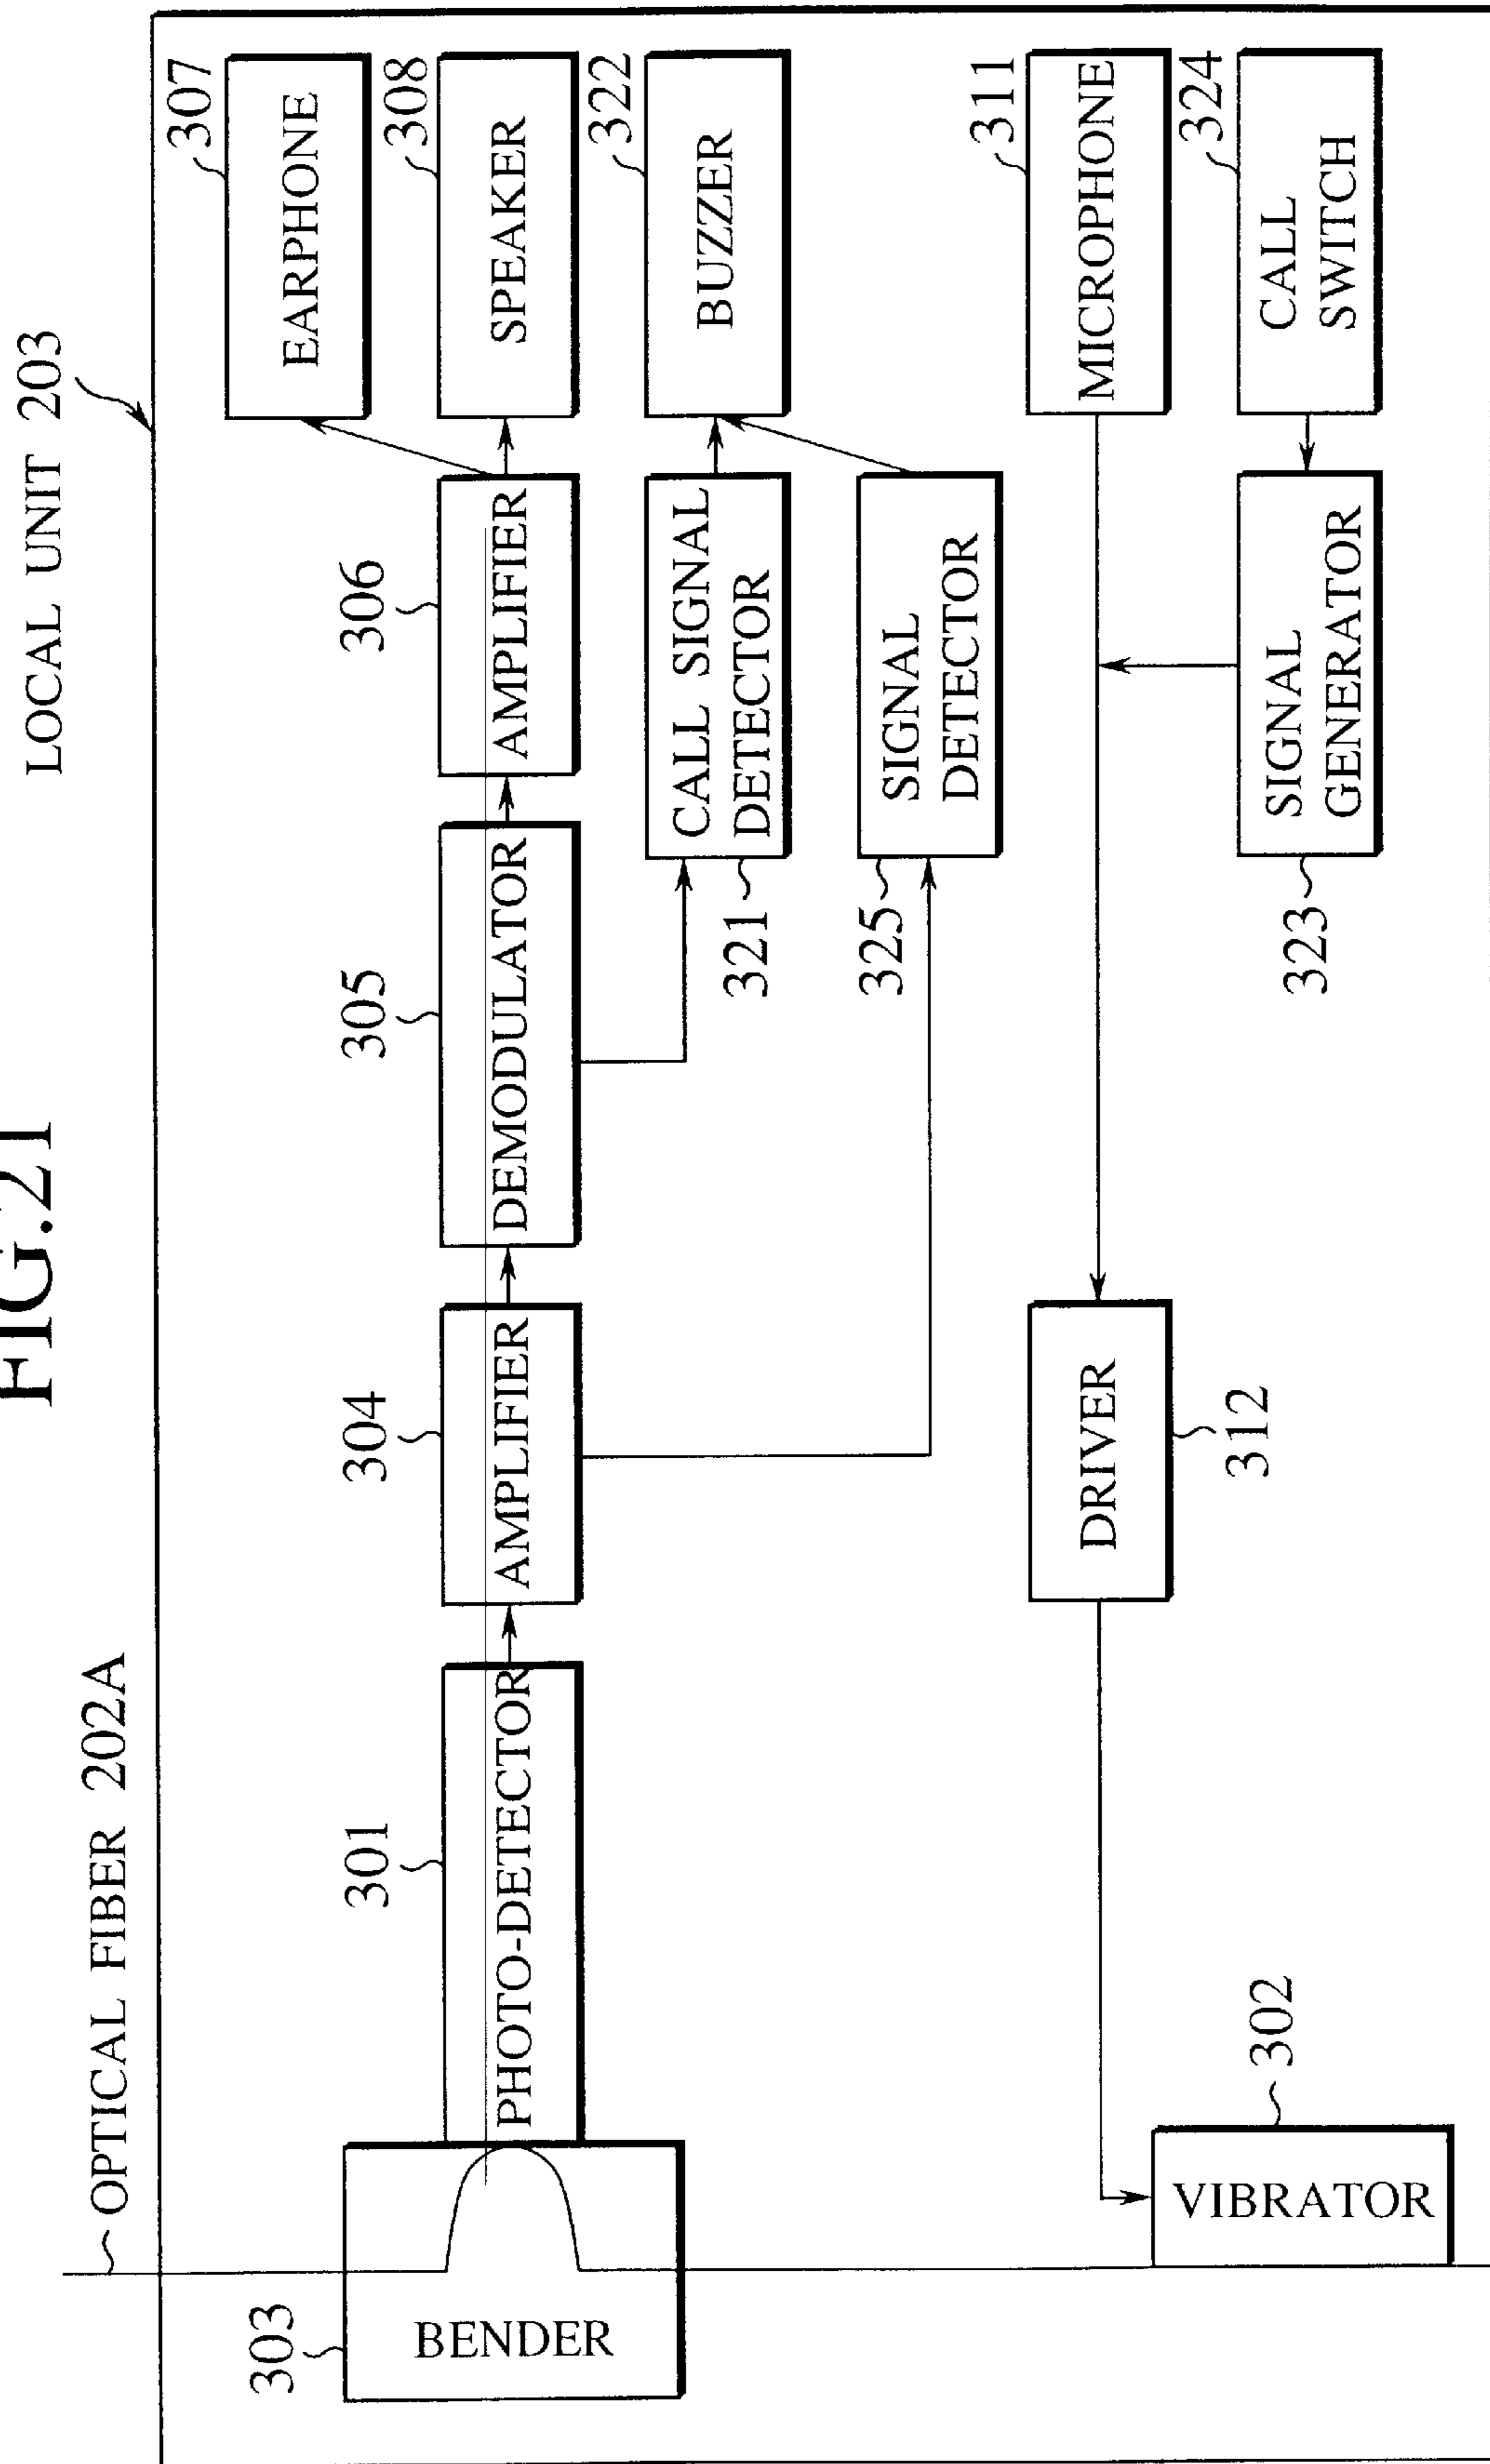 FIG.21
OPTICAL FIBER 202A
LOCAL UNIT 203
303
BENDER
301
PHOTO-DETECTOR
304
AMPLIFIER
305
DEMODULATOR
306
AMPLIFIER
307
EARPHONE
308
SPEAKER
321
CALL SIGNAL
DETECTOR
322
BUZZER
325
SIGNAL
DETECTOR
302
VIBRATOR
312
DRIVER
311
MICROPHONE
323
SIGNAL
GENERATOR
324
CALL
SWITCH